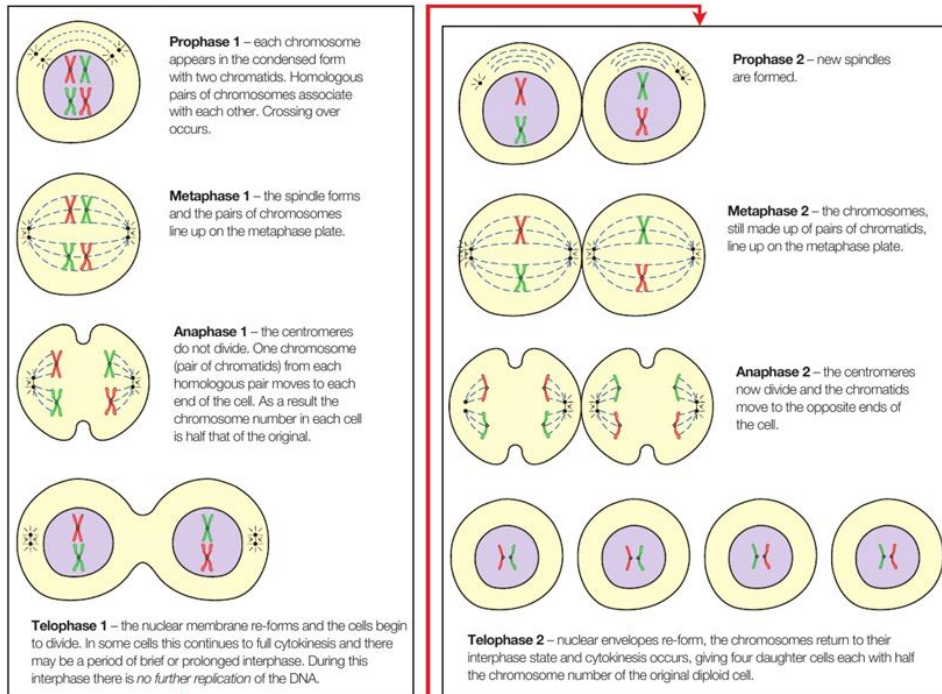 Prophase 1 – each chromosome
appears in the condensed form
with two chromatids. Homologous
pairs of chromosomes associate
with each other. Crossing over
occurs.
Metaphase 1 – the spindle forms
and the pairs of chromosomes
line up on the metaphase plate.
Anaphase 1 – the centromeres
do not divide. One chromosome
(pair of chromatids) from each
homologous pair moves to each
end of the cell. As a result the
chromosome number in each cell
is half that of the original.
Telophase 1 – the nuclear membrane re-forms and the cells begin
to divide. In some cells this continues to full cytokinesis and there
may be a period of brief or prolonged interphase. During this
interphase there is no further replication of the DNA.
Prophase 2 – new spindles
are formed.
Metaphase 2 – the chromosomes,
still made up of pairs of chromatids,
line up on the metaphase plate.
Anaphase 2 – the centromeres
now divide and the chromatids
move to the opposite ends of
the cell.
Telophase 2 – nuclear envelopes re-form, the chromosomes return to their
interphase state and cytokinesis occurs, giving four daughter cells each with half
the chromosome number of the original diploid cell.